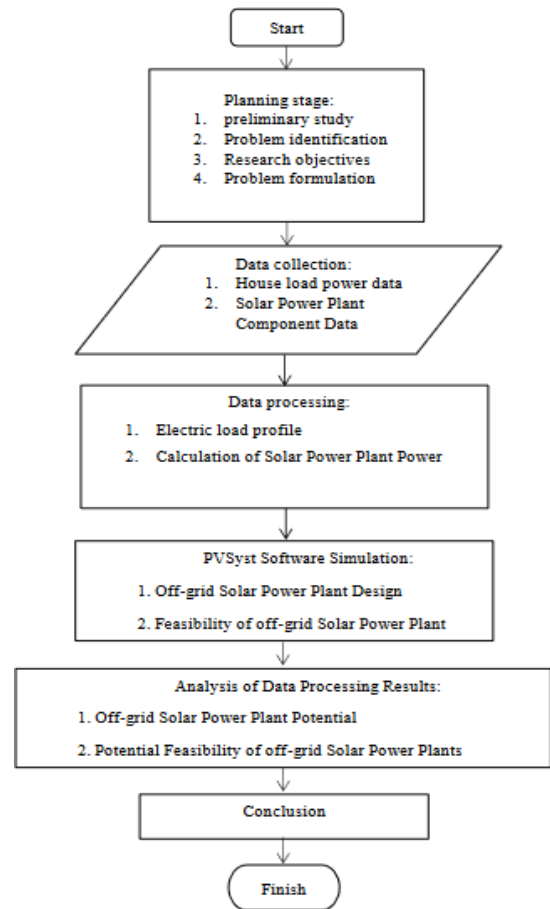 Start
Planning stage:
1. preliminary study
2. Problem identification
3. Research objectives
4. Problem formulation
Data collection:
1. House load power data
2. Solar Power Plant
Component Data
Data processing:
1. Electric load profile
2. Calculation of Solar Power Plant Power
PVSyst Software Simulation:
1. Off-grid Solar Power Plant Design
2. Feasibility of off-grid Solar Power Plant
Analysis of Data Processing Results:
1. Off-grid Solar Power Plant Potential
2. Potential Feasibility of off-grid Solar Power Plants
Conclusion
Finish